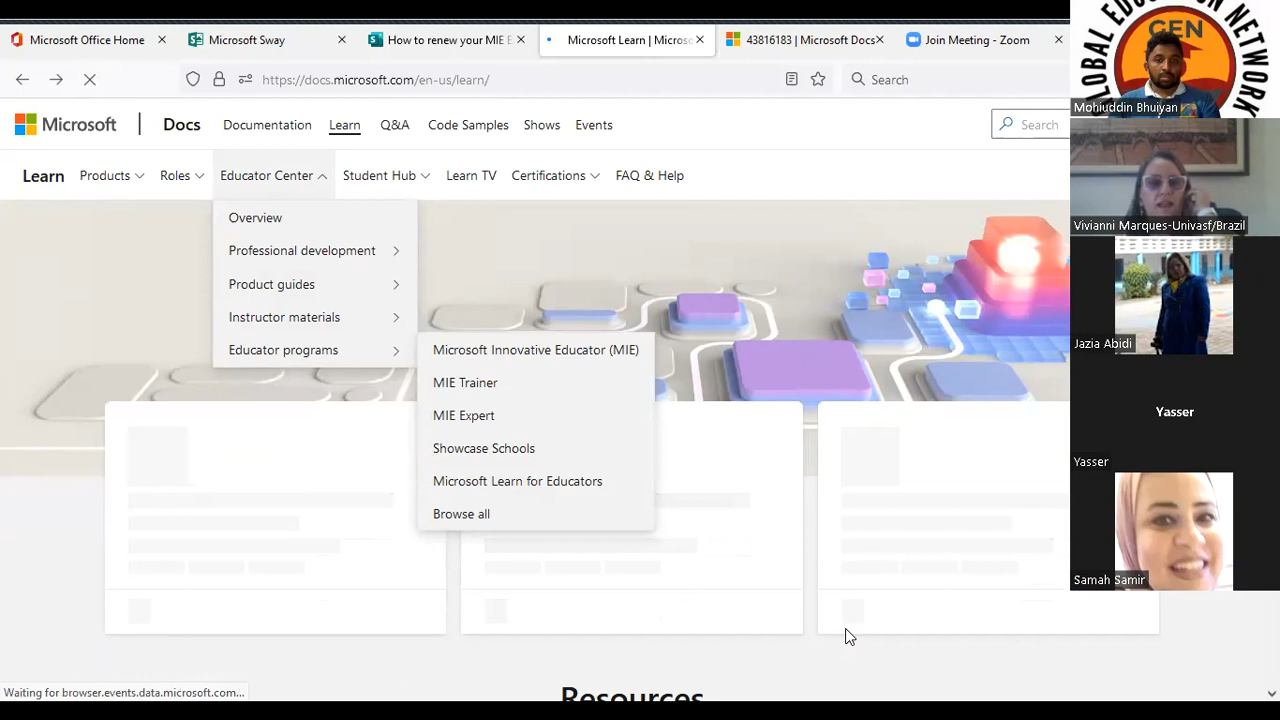 Microsoft Office Home
Microsoft Sway
How to renew your MIE E
Microsoft Learn | Microsо
43816183 | Microsoft Docs
Join Meeting - Zoom
https://docs.microsoft.com/en-us/learn/
Search
Microsoft
Docs
Documentation
Learn
Q&A
Code Samples
Shows
Events
Search
Learn
Products
Roles
Educator Center
Student Hub
Learn TV
Certifications
FAQ & Help
Overview
Professional development
Product guides
Instructor materials
Educator programs
Microsoft Innovative Educator (MIE)
MIE Trainer
MIE Expert
Showcase Schools
Microsoft Learn for Educators
Browse all
Resources
Waiting for browser.events.data.microsoft.com...
GEN
Mohiuddin Bhuiyan
Vivianni Marques-Univasf/Brazil
Jazia Abidi
Yasser
Yasser
Samah Samir